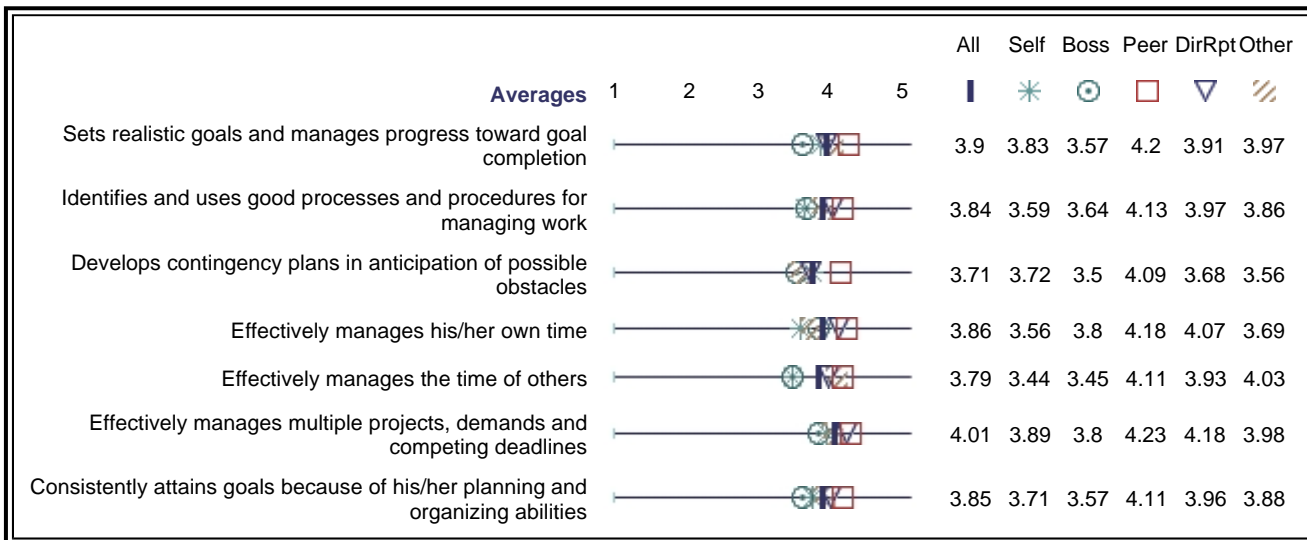 All Self Boss Peer DirRpt Other
Averages 1 2 3 4 5
Sets realistic goals and manages progress toward goal
completion
3.9 3.83 3.57 4.2 3.91 3.97
Identifies and uses good processes and procedures for
managing work
3.84 3.59 3.64 4.13 3.97 3.86
Develops contingency plans in anticipation of possible
obstacles
3.71 3.72 3.5 4.09 3.68 3.56
Effectively manages his/her own time 3.86 3.56 3.8 4.18 4.07 3.69
Effectively manages the time of others 3.79 3.44 3.45 4.11 3.93 4.03
Effectively manages multiple projects, demands and
competing deadlines
4.01 3.89 3.8 4.23 4.18 3.98
Consistently attains goals because of his/her planning and
organizing abilities
3.85 3.71 3.57 4.11 3.96 3.88